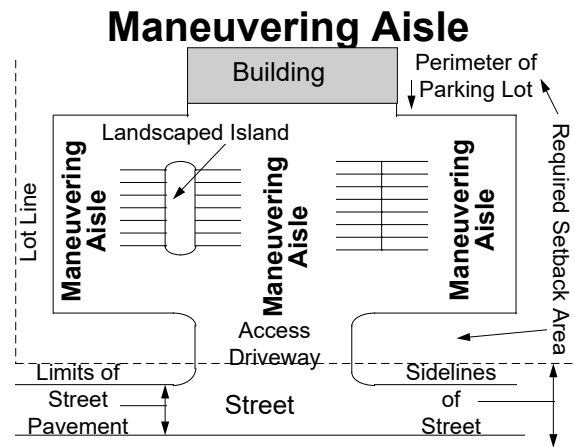 Maneuvering Aisle
Building
Perimeter of
Parking Lot
Landscaped Island
Required Setback Area
Lot Line
Maneuvering
Aisle
Maneuvering
Aisle
Maneuvering
Aisle
Access
Driveway
Limits of
Street
Pavement
Street
Sidelines
of
Street